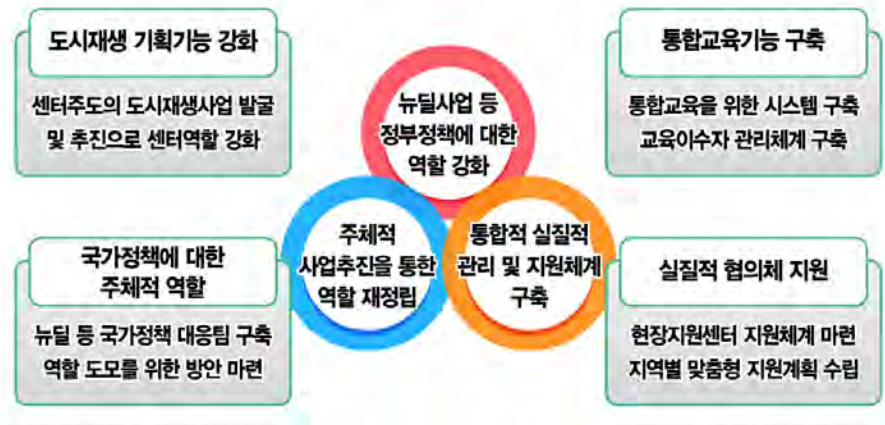 도시재생 기획기능 강화
센터주도의 도시재생사업 발굴
및 추진으로 센터역할 강화
통합교육기능 구축
통합교육을 위한 시스템 구축
교육이수자 관리체계 구축
뉴딜사업 등
정부정책에 대한
역할 강화
주체적
사업추진을 통한
역할 재정립
통합적 실질적
관리 및 지원체계
구축
국가정책에 대한
주체적 역할
뉴딜 등 국가정책 대응팀 구축
역할 도모를 위한 방안 마련
실질적 협의체 지원
현장지원센터 지원체계 마련
지역별 맞춤형 지원계획 수립